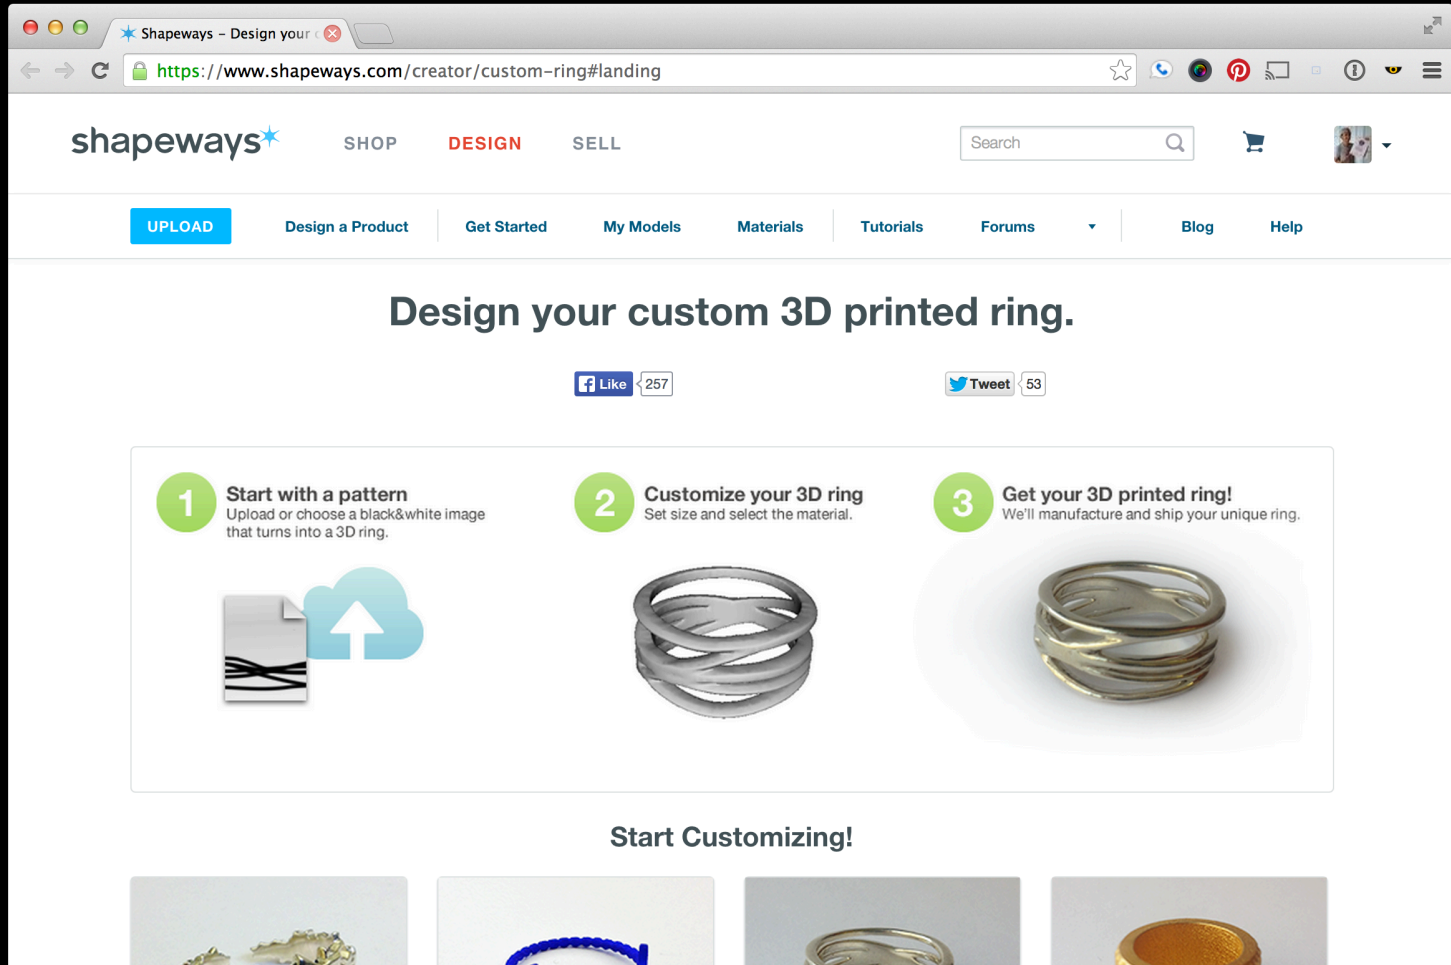 Shapeways – Design your
https://www.shapeways.com/creator/custom-ring#landing
shapeways
SHOP
DESIGN
SELL
Search
UPLOAD
Design a Product
Get Started
My Models
Materials
Tutorials
Forums
Blog
Help
Design your custom 3D printed ring.
Like
257
Tweet
53
1
Start with a pattern
Upload or choose a black&white image
that turns into a 3D ring.
2
Customize your 3D ring
Set size and select the material.
3
Get your 3D printed ring!
We'll manufacture and ship your unique ring.
Start Customizing!